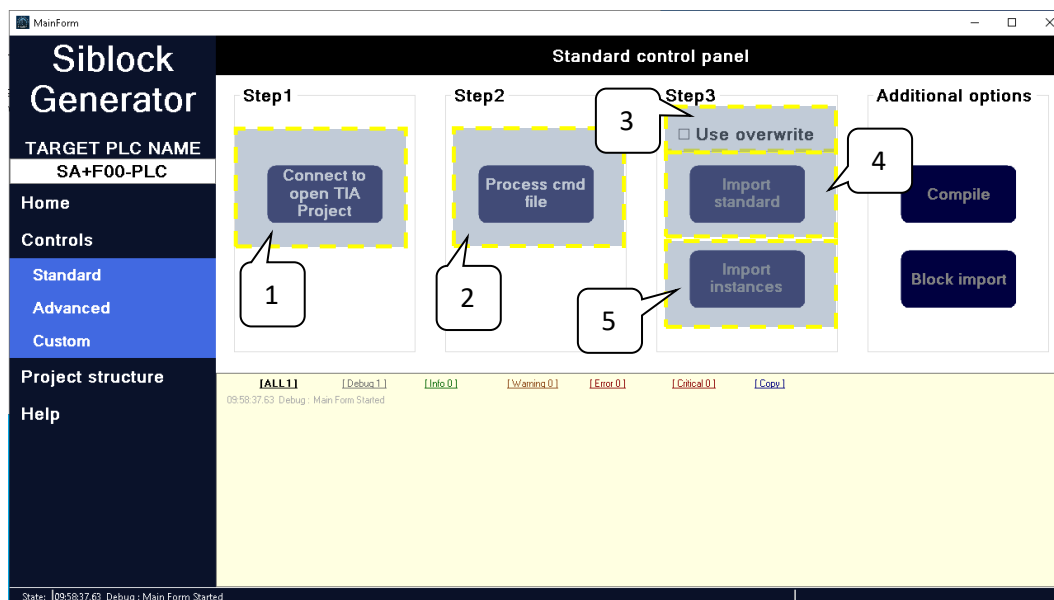 MainForm
Siblock
Generator
TARGET PLC NAME
SA+F00-PLC
Home
Controls
Standard
Advanced
Custom
Project structure
Help
Standard control panel
Step1
Connect to
open TIA
Project
1
Step2
Process cmd
file
2
Step3
3
Use overwrite
Import
standard
4
Import
instances
5
Additional options
Compile
Block import
[ALL 1] [Debug 1] [Info 0] [Warning 0] [Error 0] [Critical 0] [Copy]
09:58:37.63 Debug : Main Form Started
State: 09:58:37.63 Debug : Main Form Started